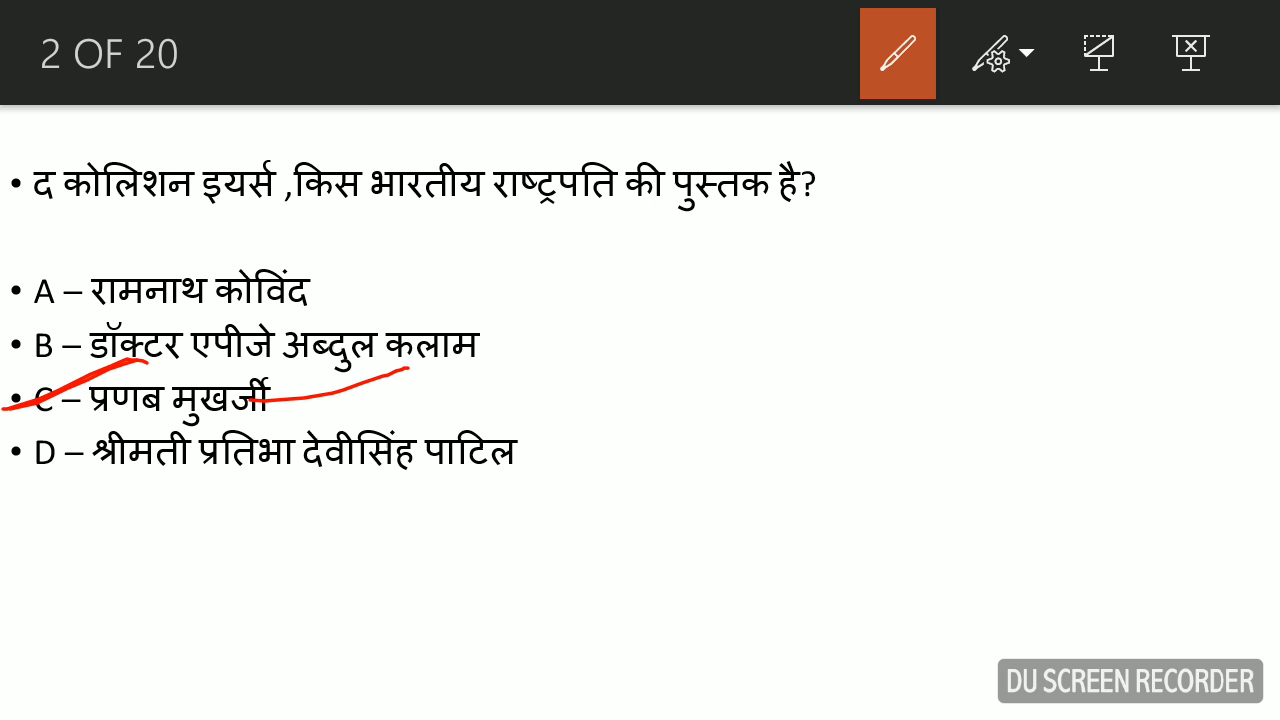 2 OF 20
• द कोलिशन इयर्स ,किस भारतीय राष्ट्रपति की पुस्तक है?
• A – रामनाथ कोविंद
• B – डॉक्टर एपीजे अब्दुल कलाम
• C – प्रणब मुखर्जी
• D – श्रीमती प्रतिभा देवीसिंह पाटिल
DU SCREEN RECORDER